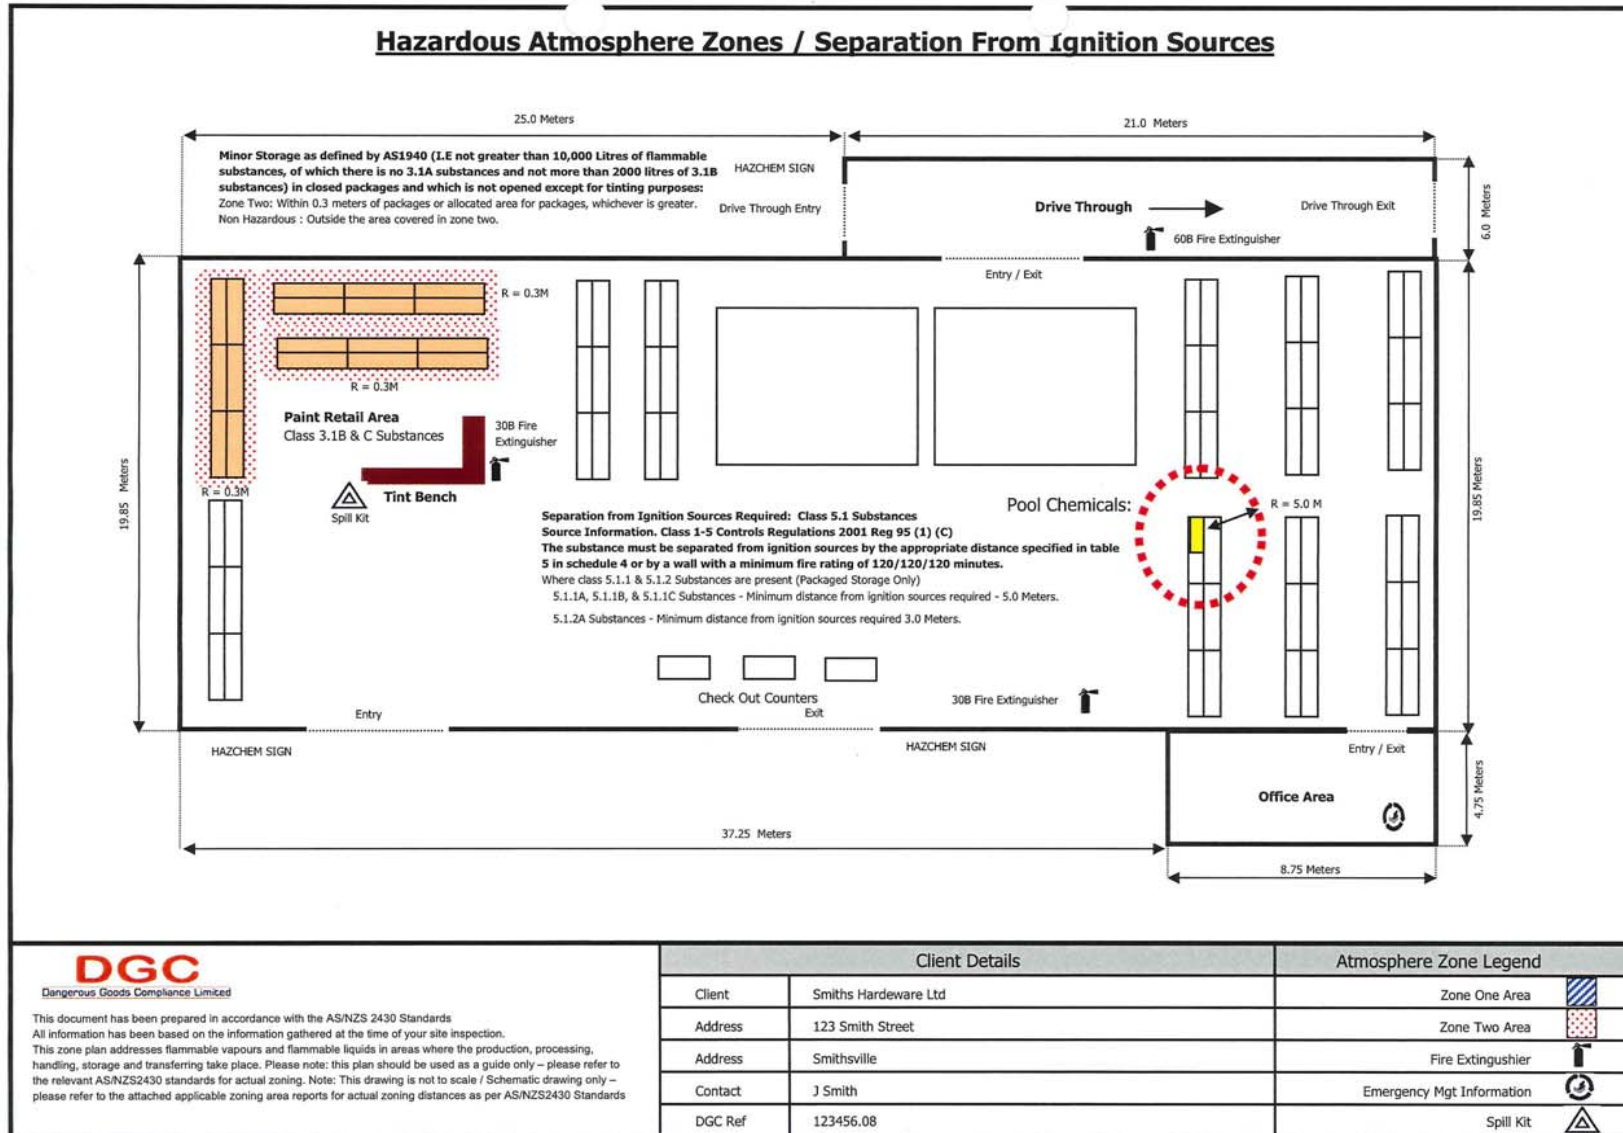 Hazardous Atmosphere Zones / Separation From Ignition Sources
25.0 Meters
21.0 Meters
Minor Storage as defined by AS1940 (I.E not greater than 10,000 Litres of flammable
substances, of which there is no 3.1A substances and not more than 2000 litres of 3.1B
substances) in closed packages and which is not opened except for tinting purposes:
Zone Two: Within 0.3 meters of packages or allocated area for packages, whichever is greater.
Non Hazardous : Outside the area covered in zone two.
HAZCHEM SIGN
Drive Through Entry
Drive Through
Drive Through Exit
6.0 Meters
60B Fire Extinguisher
Entry / Exit
R = 0.3M
R = 0.3M
Paint Retail Area
Class 3.1B & C Substances
30B Fire
Extinguisher
R = 0.3M
Tint Bench
Spill Kit
19.85 Meters
19.85 Meters
Pool Chemicals:
R = 5.0 M
Separation from Ignition Sources Required: Class 5.1 Substances
Source Information. Class 1-5 Controls Regulations 2001 Reg 95 (1) (C)
The substance must be separated from ignition sources by the appropriate distance specified in table
5 in schedule 4 or by a wall with a minimum fire rating of 120/120/120 minutes.
Where class 5.1.1 & 5.1.2 Substances are present (Packaged Storage Only)
5.1.1A, 5.1.1B, & 5.1.1C Substances - Minimum distance from ignition sources required - 5.0 Meters.
5.1.2A Substances - Minimum distance from ignition sources required 3.0 Meters.
Check Out Counters
30B Fire Extinguisher
Entry
Exit
HAZCHEM SIGN
HAZCHEM SIGN
Entry / Exit
Office Area
4.75 Meters
37.25 Meters
8.75 Meters
DGC
Dangerous Goods Compliance Limited
This document has been prepared in accordance with the AS/NZS 2430 Standards
All information has been based on the information gathered at the time of your site inspection.
This zone plan addresses flammable vapours and flammable liquids in areas where the production, processing,
handling, storage and transferring take place. Please note: this plan should be used as a guide only – please refer to
the relevant AS/NZS2430 standards for actual zoning. Note: This drawing is not to scale / Schematic drawing only –
please refer to the attached applicable zoning area reports for actual zoning distances as per AS/NZS2430 Standards
Client Details
Client Smiths Hardware Ltd
Address 123 Smith Street
Address Smithsville
Contact J Smith
DGC Ref 123456.08
Atmosphere Zone Legend
Zone One Area
Zone Two Area
Fire Extingushier
Emergency Mgt Information
Spill Kit